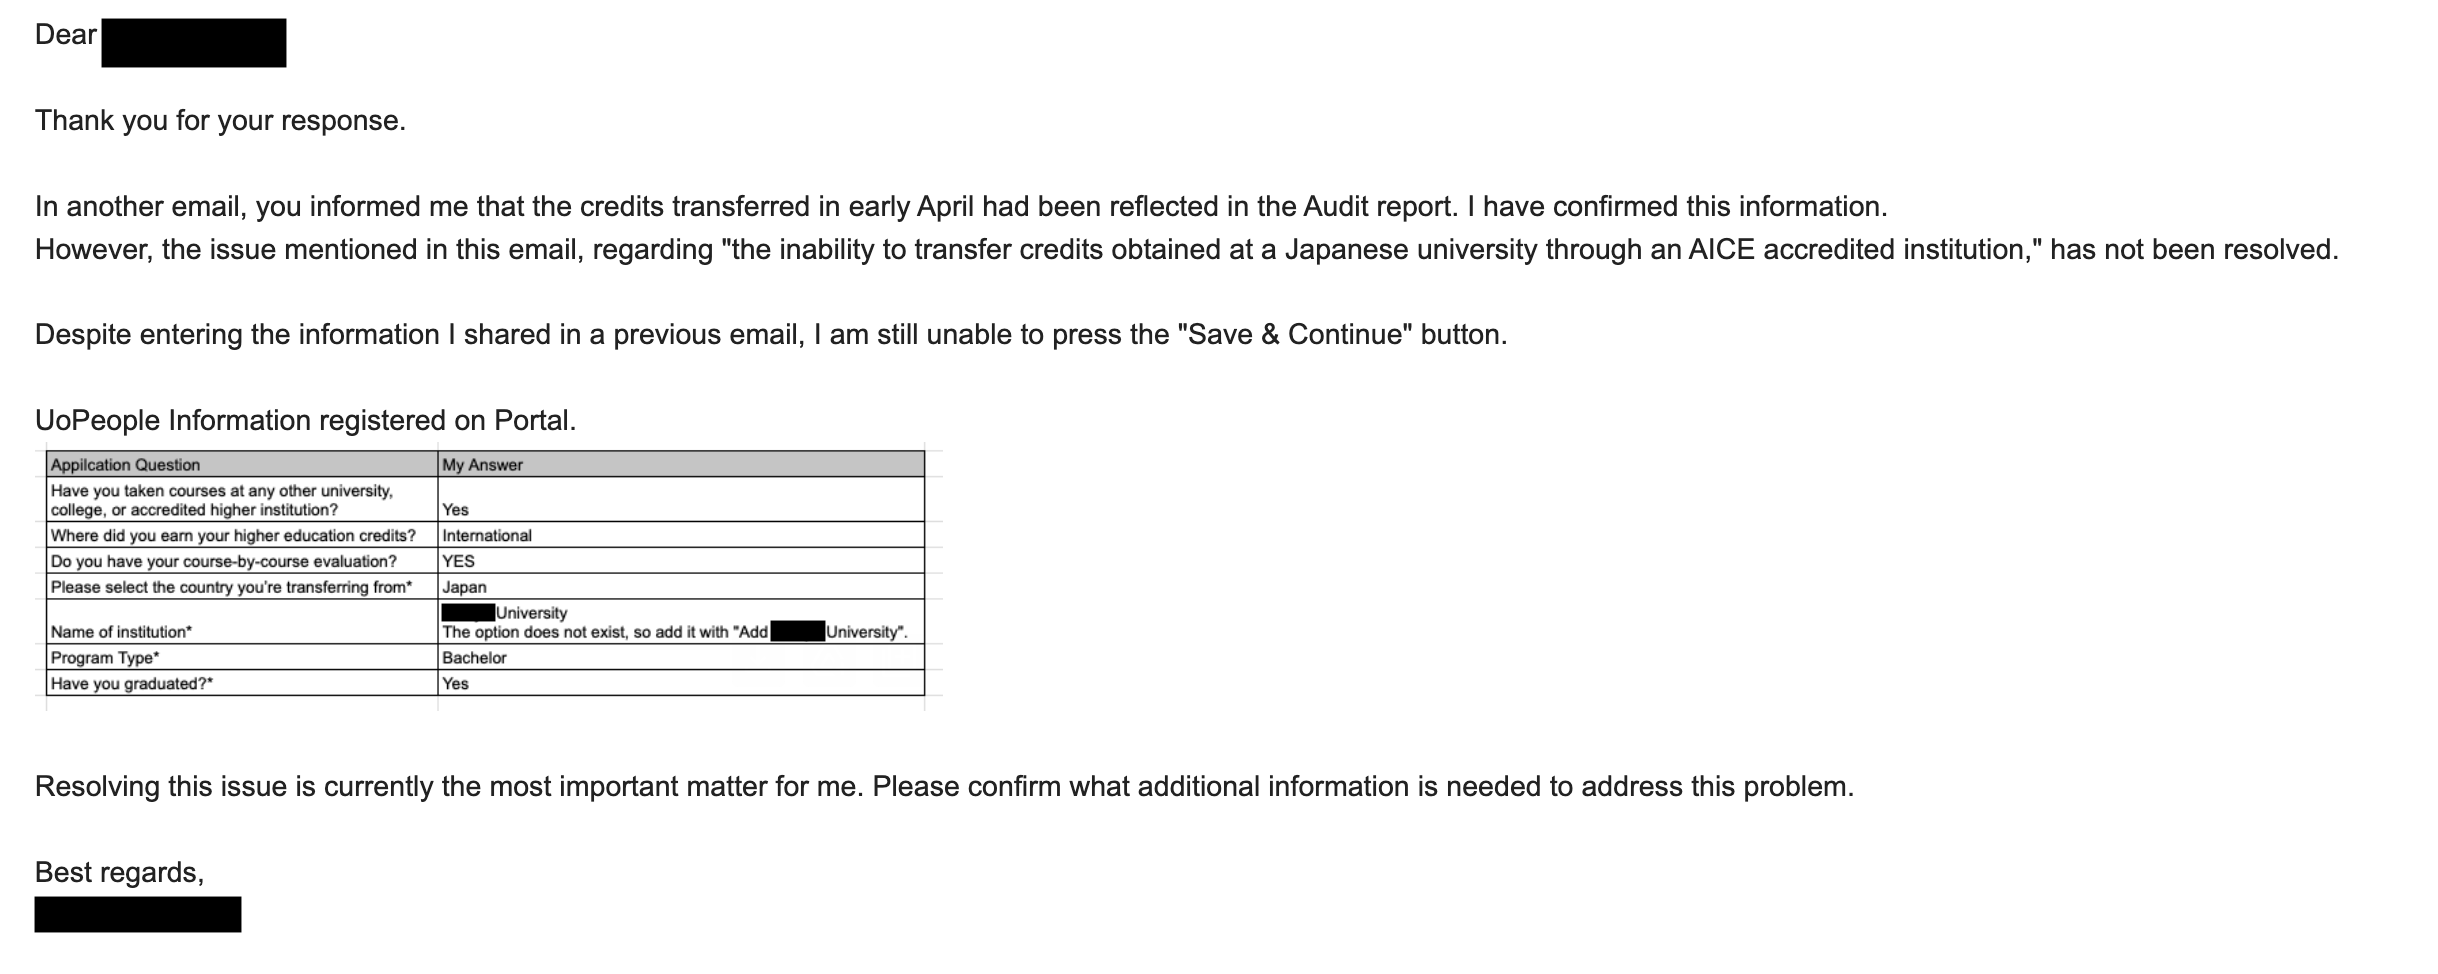 Dear
Thank you for your response.
In another email, you informed me that the credits transferred in early April had been reflected in the Audit report. I have confirmed this information.
However, the issue mentioned in this email, regarding "the inability to transfer credits obtained at a Japanese university through an AICE accredited institution," has not been resolved.
Despite entering the information I shared in a previous email, I am still unable to press the "Save & Continue" button.
UoPeople Information registered on Portal.
Appilcation Question My Answer
Have you taken courses at any other university,
college, or accredited higher institution? Yes
Where did you earn your higher education credits? International
Do you have your course-by-course evaluation? YES
Please select the country you're transferring from* Japan
University
Name of institution* The option does not exist, so add it with "Add University".
Program Type* Bachelor
Have you graduated?* Yes
Resolving this issue is currently the most important matter for me. Please confirm what additional information is needed to address this problem.
Best regards,